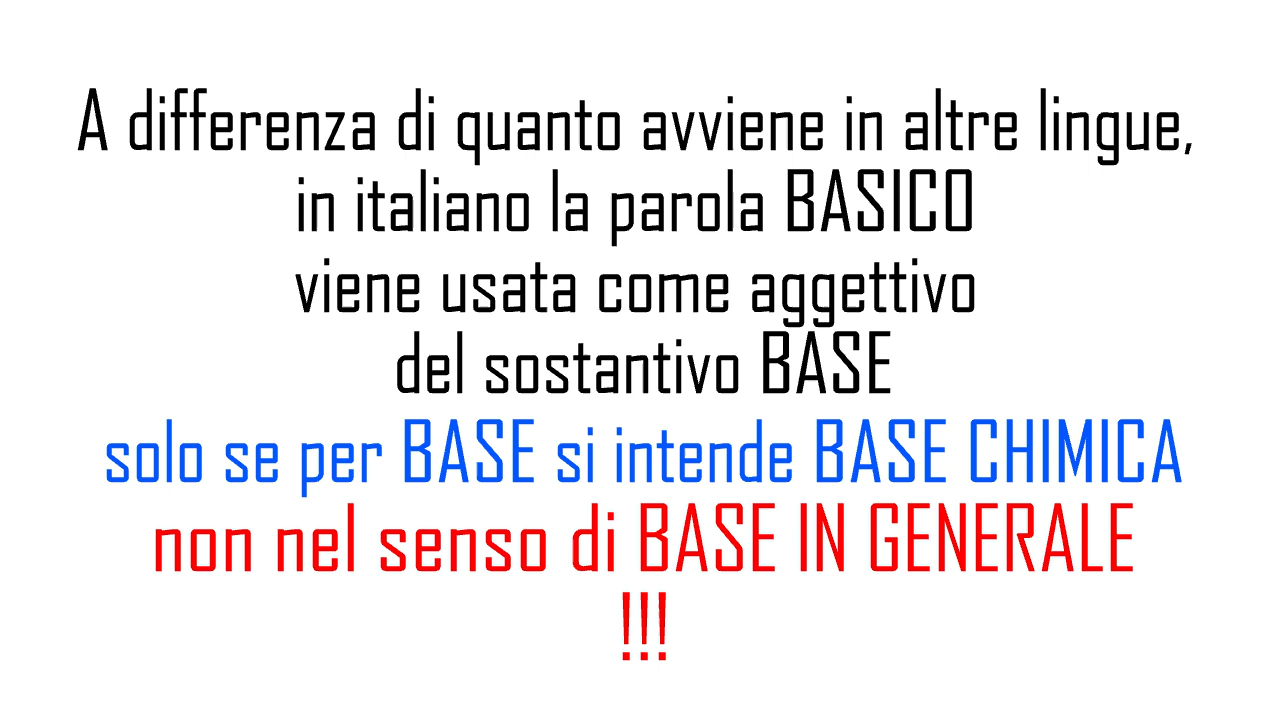 A differenza di quanto avviene in altre lingue,
in italiano la parola BASICO
viene usata come aggettivo
del sostantivo BASE
solo se per BASE si intende BASE CHIMICA
non nel senso di BASE IN GENERALE
!!!